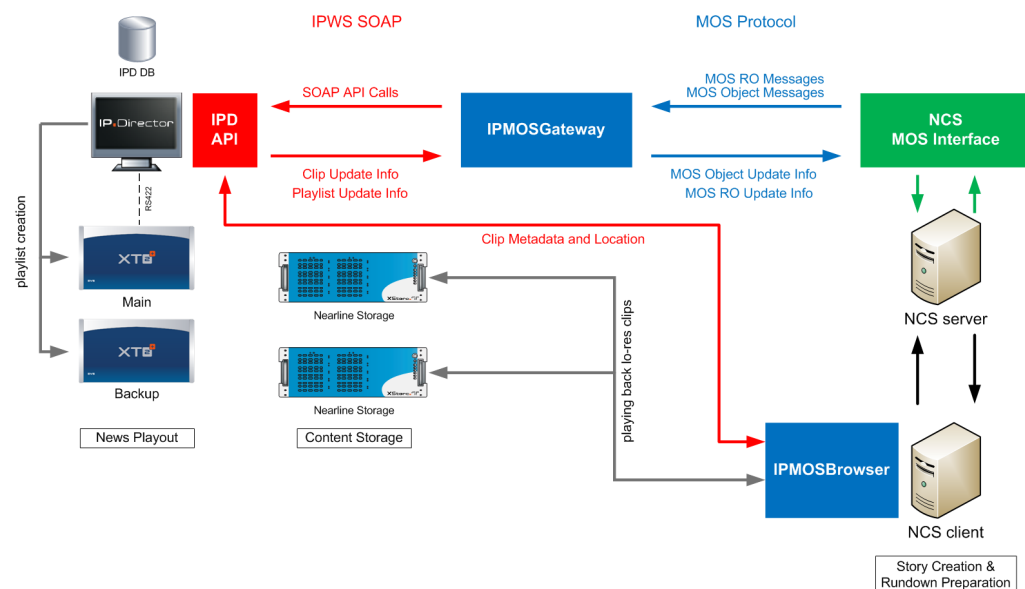 IPWS SOAP
MOS Protocol
IPD DB
IP.Director
IPD
API
SOAP API Calls
IPMOSGateway
MOS RO Messages
MOS Object Messages
NCS
MOS Interface
Clip Update Info
Playlist Update Info
MOS Object Update Info
MOS RO Update Info
RS422
playlist creation
Clip Metadata and Location
XT
Main
Nearline Storage
NCS server
XT
Backup
Nearline Storage
playing back lo-res clips
News Playout
Content Storage
IPMOSBrowser
NCS client
Story Creation &
Rundown Preparation